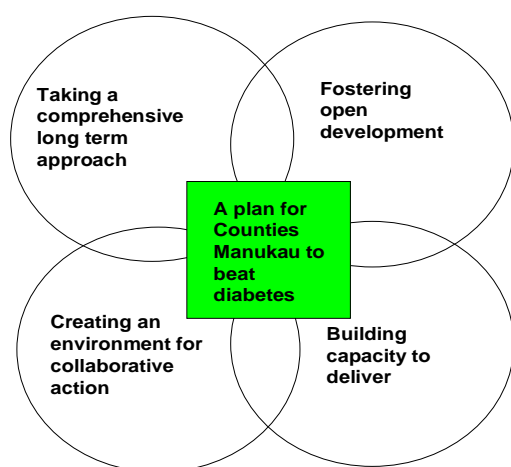 Taking a
comprehensive
long term
approach
Fostering
open
development
A plan for
Counties
Manukau to
beat
diabetes
Creating an
environment for
collaborative
action
Building
capacity to
deliver